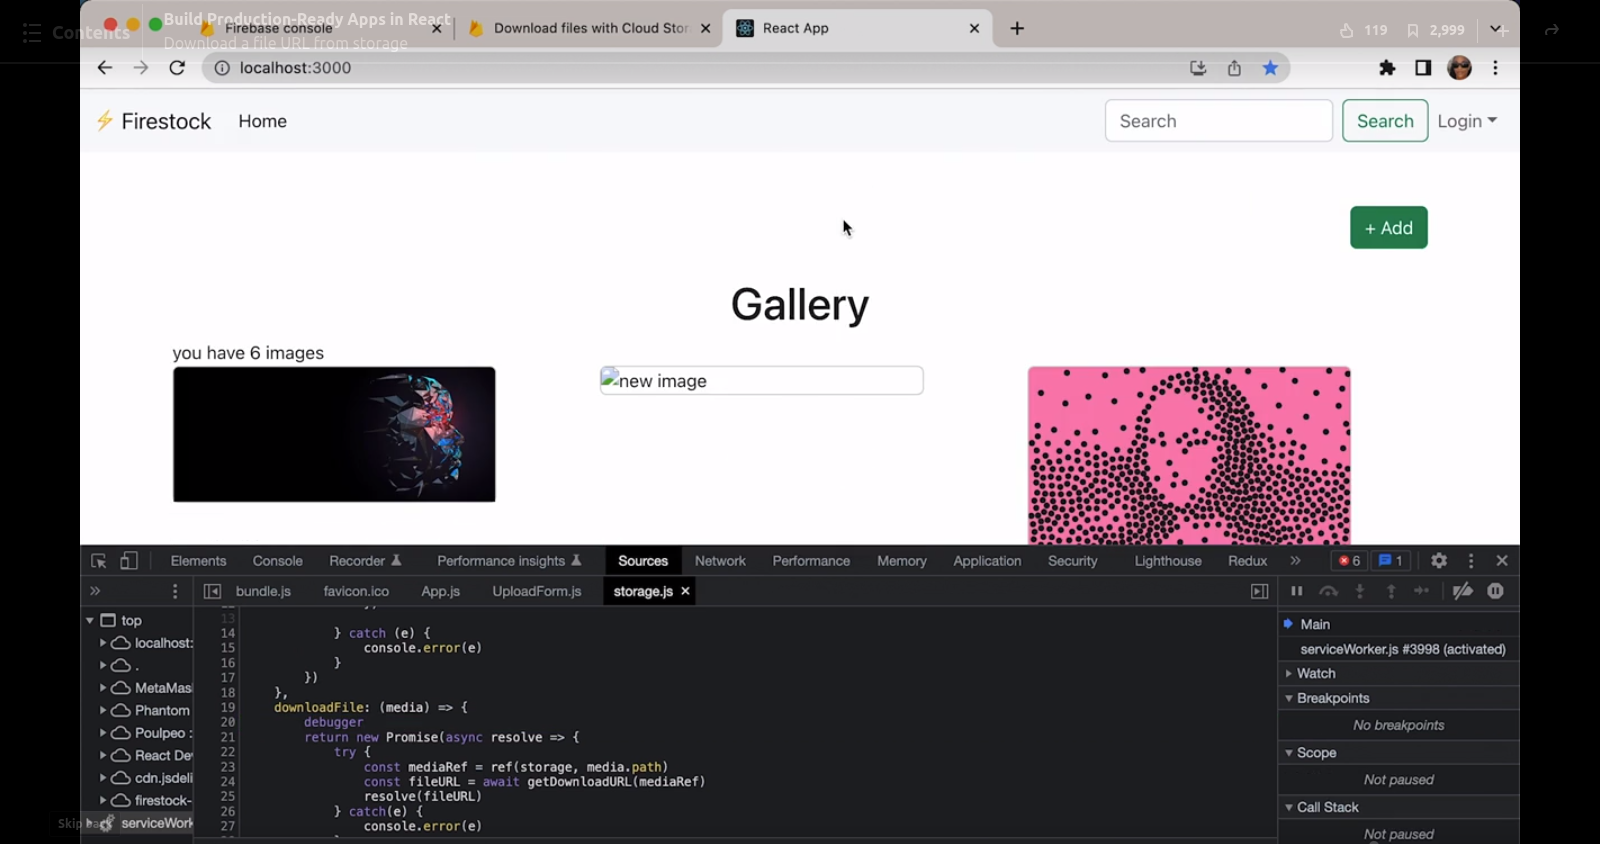 Contents
Build Production-Ready Apps in React
Download a file URL from storage
Firebase console
Download files with Cloud Stor
React App
119
2,999
localhost:3000
⚡ Firestock
Home
Search
Search
Login
+ Add
Gallery
you have 6 images
new image
Elements
Console
Recorder
Performance insights
Sources
Network
Performance
Memory
Application
Security
Lighthouse
Redux
»
6
1
»
bundle.js
favicon.ico
App.js
UploadForm.js
storage.js
top
localhost:
.
MetaMas
Phantom
Poulpeo :
React De
cdn.jsdeli
firestock-
serviceWork
Skip back
13
14 } catch (e) {
15 console.error(e)
16 }
17 })
18 },
19 downloadFile: (media) => {
20 debugger
21 return new Promise(async resolve => {
22 try {
23 const mediaRef = ref(storage, media.path)
24 const fileURL = await getDownloadURL(mediaRef)
25 resolve(fileURL)
26 } catch(e) {
27 console.error(e)
Main
serviceWorker.js #3998 (activated)
Watch
Breakpoints
No breakpoints
Scope
Not paused
Call Stack
Not paused